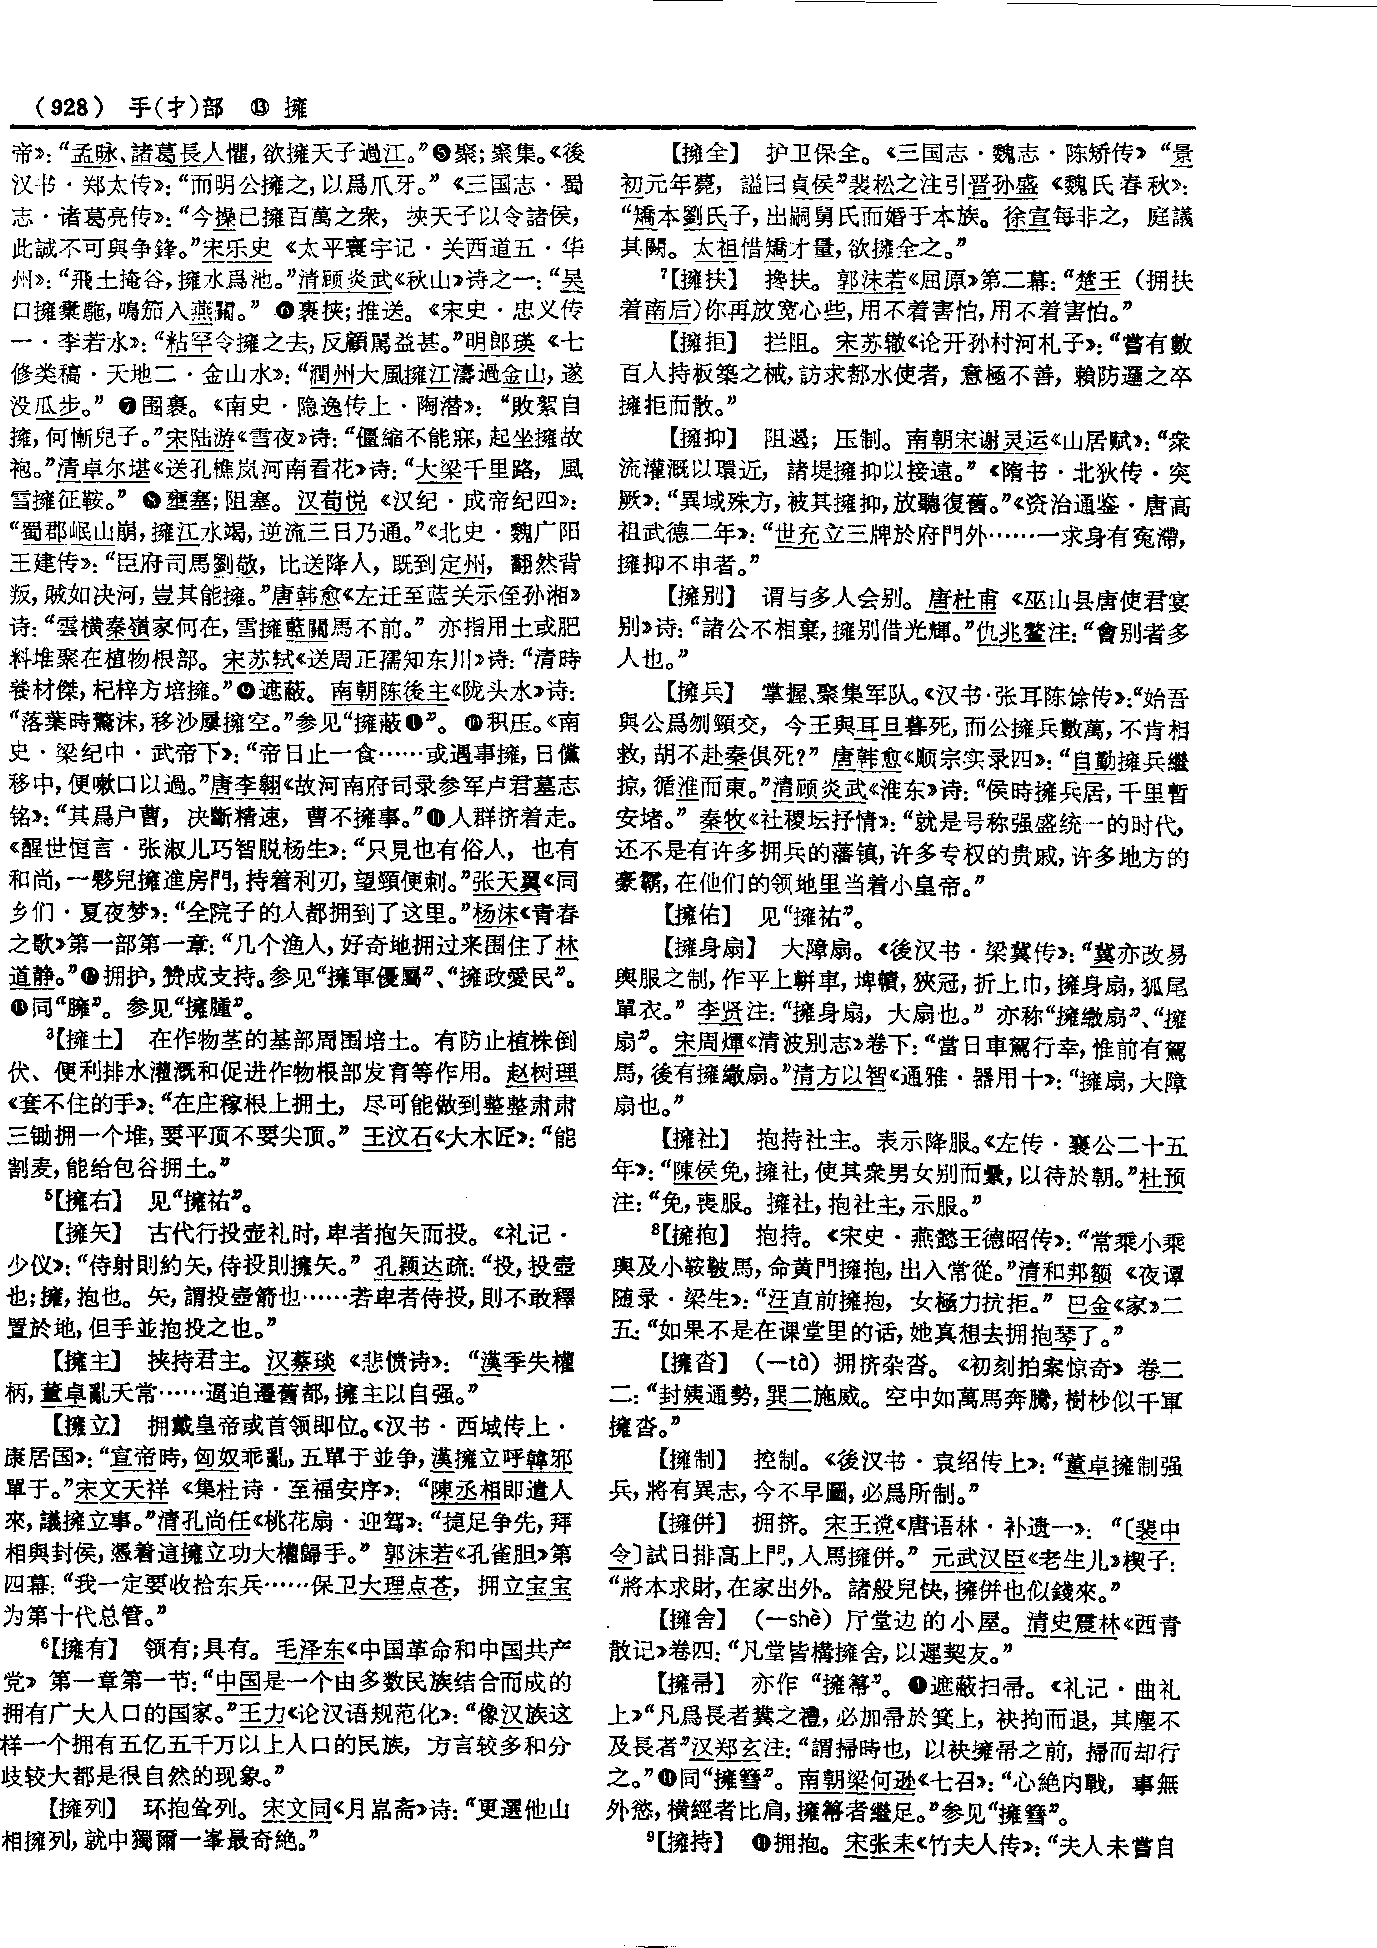 (928) 手(扌)部 ⓭ 擁
帝》：“孟昹、諸葛長人懼，欲擁天子過江。”❺聚；聚集。《後
汉书·郑太传》：“而明公擁之，以爲爪牙。”《三国志·蜀
志·诸葛亮传》：“今操已擁百萬之衆，挾天子以令諸侯，
此誠不可與争鋒。”宋乐史《太平寰宇记·关西道五·华
州》：“飛土掩谷，擁水爲池。”清顾炎武《秋山》诗之一：“吴
口擁橐駞，鳴笳入燕關。”❻裹挟；推送。《宋史·忠义传
一·李若水》：“粘罕令擁之去，反顧駡益甚。”明郎瑛《七
修类稿·天地二·金山水》：“潤州大風擁江濤過金山，遂
没瓜步。”❼围裹。《南史·隐逸传上·陶潜》：“敗絮自
擁，何慚兒子。”宋陆游《雪夜》诗：“僵縮不能寐，起坐擁故
袍。”清卓尔堪《送孔樵岚河南看花》诗：“大梁千里路，風
雪擁征鞍。”❽壅塞；阻塞。汉荀悦《汉纪·成帝纪四》：
“蜀郡岷山崩，擁江水竭，逆流三日乃通。”《北史·魏广阳
王建传》：“臣府司馬劉敬，比送降人，既到定州，翻然背
叛，賊如决河，豈其能擁。”唐韩愈《左迁至蓝关示侄孙湘》
诗：“雲横秦嶺家何在，雪擁藍關馬不前。”亦指用土或肥
料堆聚在植物根部。宋苏轼《送周正孺知东川》诗：“清時
養材傑，杞梓方培擁。”❾遮蔽。南朝陈後主《陇头水》诗：
“落葉時驚沫，移沙屢擁空。”参见“擁蔽❶”。❿积压。《南
史·梁纪中·武帝下》：“帝日止一食……或遇事擁，日儻
移中，便嗽口以過。”唐李翱《故河南府司录参军卢君墓志
铭》：“其爲户曹，决斷精速，曹不擁事。”⓫人群挤着走。
《醒世恒言·张淑儿巧智脱杨生》：“只見也有俗人，也有
和尚，一夥兒擁進房門，持着利刃，望頸便刺。”张天翼《同
乡们·夏夜梦》：“全院子的人都拥到了这里。”杨沫《青春
之歌》第一部第一章：“几个渔人，好奇地拥过来围住了林
道静。”⓬拥护，赞成支持。参见“擁軍優屬”、“擁政愛民”。
⓭同“臃”。参见“擁腫”。
3【擁土】 在作物茎的基部周围培土。有防止植株倒
伏、便利排水灌溉和促进作物根部发育等作用。赵树理
《套不住的手》：“在庄稼根上拥土，尽可能做到整整肃肃
三锄拥一个堆，要平顶不要尖顶。”王汶石《大木匠》：“能
割麦，能给包谷拥土。”
5【擁右】 见“擁祐”。
【擁矢】 古代行投壶礼时，卑者抱矢而投。《礼记·
少仪》：“侍射則約矢，侍投則擁矢。”孔颖达疏：“投，投壺
也；擁，抱也。矢，謂投壺箭也……若卑者侍投，則不敢釋
置於地，但手並抱投之也。”
【擁主】 挟持君主。汉蔡琰《悲愤诗》：“漢季失權
柄，董卓亂天常……逼迫遷舊都，擁主以自强。”
【擁立】 拥戴皇帝或首领即位。《汉书·西域传上·
康居国》：“宣帝時，匈奴乖亂，五單于並争，漢擁立呼韓邪
單于。”宋文天祥《集杜诗·至福安序》：“陳丞相即遣人
來，議擁立事。”清孔尚任《桃花扇·迎驾》：“捷足争先，拜
相與封侯，憑着這擁立功大權歸手。”郭沫若《孔雀胆》第
四幕：“我一定要收拾东兵……保卫大理点苍，拥立宝宝
为第十代总管。”
6【擁有】 领有；具有。毛泽东《中国革命和中国共产
党》第一章第一节：“中国是一个由多数民族结合而成的
拥有广大人口的国家。”王力《论汉语规范化》：“像汉族这
样一个拥有五亿五千万以上人口的民族，方言较多和分
歧较大都是很自然的现象。”
【擁列】 环抱耸列。宋文同《月嵓斋》诗：“更選他山
相擁列，就中獨爾一峯最奇絶。”
【擁全】 护卫保全。《三国志·魏志·陈矫传》“景
初元年薨，謚曰貞侯”裴松之注引晋孙盛《魏氏春秋》：
“矯本劉氏子，出嗣舅氏而婚于本族。徐宣每非之，庭議
其闕。太祖惜矯才量，欲擁全之。”
7【擁扶】 搀扶。郭沫若《屈原》第二幕：“楚王（拥扶
着南后）你再放宽心些，用不着害怕，用不着害怕。”
【擁拒】 拦阻。宋苏辙《论开孙村河札子》：“嘗有數
百人持板築之械，訪求都水使者，意極不善，賴防邏之卒
擁拒而散。”
【擁抑】 阻遏；压制。南朝宋谢灵运《山居赋》：“衆
流灌溉以環近，諸堤擁抑以接遠。”《隋书·北狄传·突
厥》：“異域殊方，被其擁抑，放聽復舊。”《资治通鉴·唐高
祖武德二年》：“世充立三牌於府門外……一求身有冤滯，
擁抑不申者。”
【擁别】 谓与多人会别。唐杜甫《巫山县唐使君宴
别》诗：“諸公不相棄，擁别借光輝。”仇兆鳌注：“會别者多
人也。”
【擁兵】 掌握、聚集军队。《汉书·张耳陈馀传》：“始吾
與公爲刎頸交，今王與耳旦暮死，而公擁兵數萬，不肯相
救，胡不赴秦俱死？”唐韩愈《顺宗实录四》：“自勤擁兵繼
掠，循淮而東。”清顾炎武《淮东》诗：“侯時擁兵居，千里暫
安堵。”秦牧《社稷坛抒情》：“就是号称强盛统一的时代，
还不是有许多拥兵的藩镇，许多专权的贵戚，许多地方的
豪霸，在他们的领地里当着小皇帝。”
【擁佑】 见“擁祐”。
【擁身扇】 大障扇。《後汉书·梁冀传》：“冀亦改易
輿服之制，作平上軿車，埤幘，狹冠，折上巾，擁身扇，狐尾
單衣。”李贤注：“擁身扇，大扇也。”亦称“擁繖扇”、“擁
扇”。宋周煇《清波别志》卷下：“當日車駕行幸，惟前有駕
馬，後有擁繖扇。”清方以智《通雅·器用十》：“擁扇，大障
扇也。”
【擁社】 抱持社主。表示降服。《左传·襄公二十五
年》：“陳侯免，擁社，使其衆男女别而纍，以待於朝。”杜预
注：“免，喪服。擁社，抱社主，示服。”
8【擁抱】 抱持。《宋史·燕懿王德昭传》：“常乘小乘
輿及小鞍鞁馬，命黄門擁抱，出入常從。”清和邦额《夜谭
随录·梁生》：“汪直前擁抱，女極力抗拒。”巴金《家》二
五：“如果不是在课堂里的话，她真想去拥抱琴了。”
【擁沓】 （一tà）拥挤杂沓。《初刻拍案惊奇》卷二
二：“封姨通勢，巽二施威。空中如萬馬奔騰，樹杪似千軍
擁沓。”
【擁制】 控制。《後汉书·袁绍传上》：“董卓擁制强
兵，將有異志，今不早圖，必爲所制。”
【擁併】 拥挤。宋王谠《唐语林·补遗一》：“〔裴中
令〕試日排高上門，人馬擁併。”元武汉臣《老生儿》楔子：
“將本求財，在家出外。諸般兒快，擁併也似錢來。”
【擁舍】 （一shè）厅堂边的小屋。清史震林《西青
散记》卷四：“凡堂皆構擁舍，以遲契友。”
【擁帚】 亦作“擁箒”。❶遮蔽扫帚。《礼记·曲礼
上》“凡爲長者糞之禮，必加帚於箕上，袂拘而退，其塵不
及長者”汉郑玄注：“謂掃時也，以袂擁帚之前，掃而却行
之。”❷同“擁篲”。南朝梁何逊《七召》：“心絶内戰，事無
外慾，横經者比肩，擁箒者繼足。”参见“擁篲”。
9【擁持】 ❶拥抱。宋张耒《竹夫人传》：“夫人未嘗自